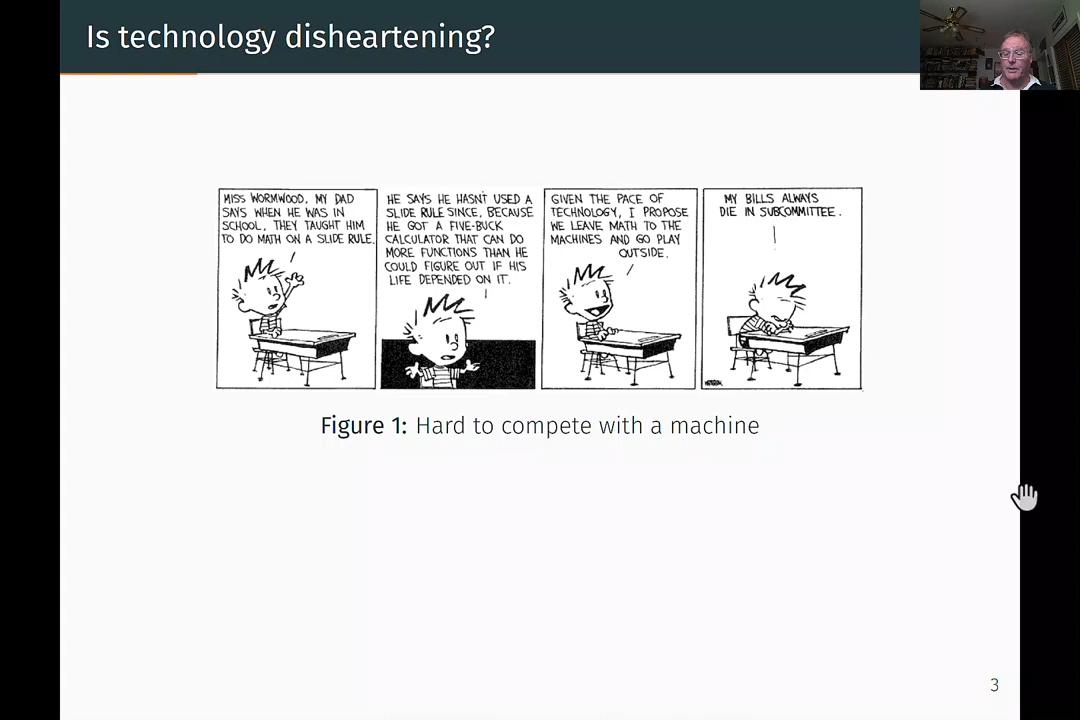 Is technology disheartening?
MISS WORMWOOD, MY DAD
SAYS WHEN HE WAS IN
SCHOOL, THEY TAUGHT HIM
TO DO MATH ON A SLIDE RULE.
HE SAYS HE HASN'T USED A
SLIDE RULE SINCE, BECAUSE
HE GOT A FIVE-BUCK
CALCULATOR THAT CAN DO
MORE FUNCTIONS THAN HE
COULD FIGURE OUT IF HIS
LIFE DEPENDED ON IT.
GIVEN THE PACE OF
TECHNOLOGY, I PROPOSE
WE LEAVE MATH TO THE
MACHINES AND GO PLAY
OUTSIDE.
MY BILLS ALWAYS
DIE IN SUBCOMMITTEE.
Figure 1: Hard to compete with a machine
3